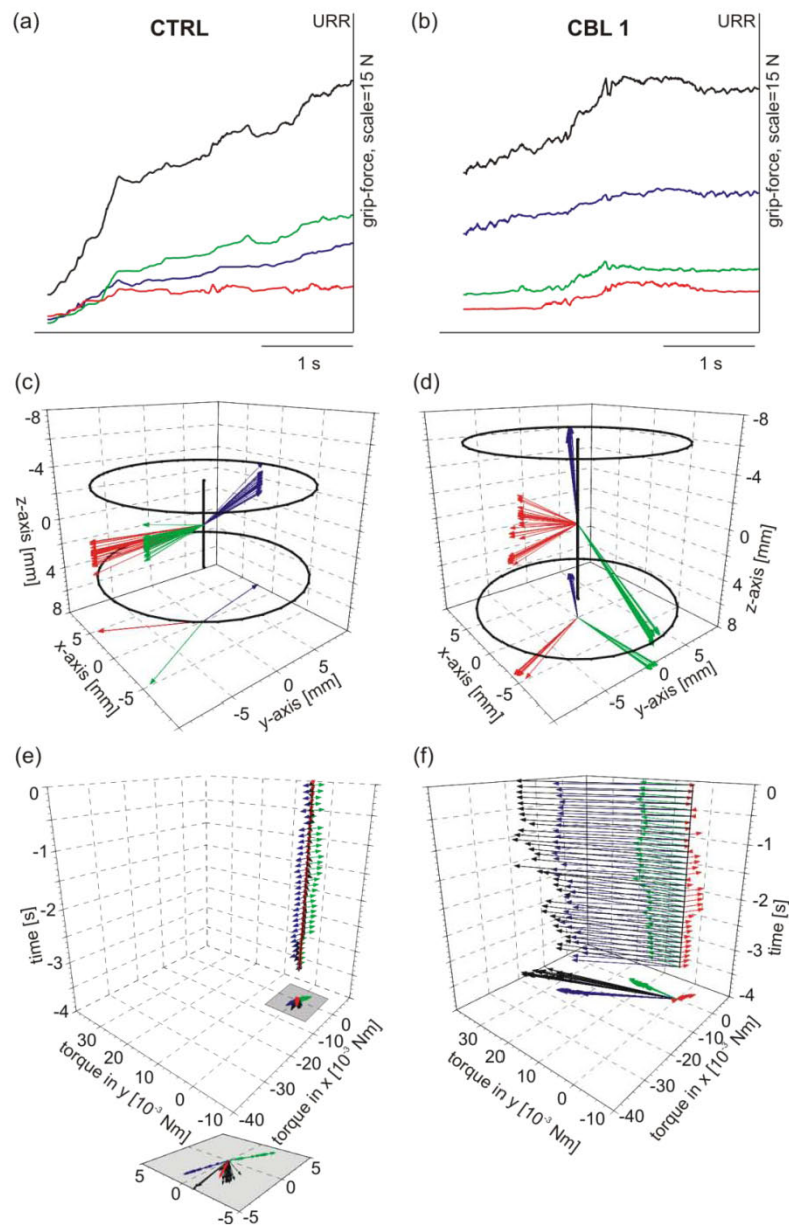 (a)
CTRL
URR
grip-force, scale=15 N
1 s
(b)
CBL 1
URR
grip-force, scale=15 N
1 s
(c)
-8
-4
0
4
8
z-axis [mm]
5
0
-5
x-axis [mm]
-5
0
5
y-axis [mm]
(d)
-8
-4
0
4
8
z-axis [mm]
5
0
-5
x-axis [mm]
-5
0
5
y-axis [mm]
(e)
0
-1
-2
-3
-4
time [s]
30
20
10
0
-10
torque in y [10⁻³ Nm]
0
-10
-20
-30
-40
torque in x [10⁻³ Nm]
5
0
-5
5
0
-5
(f)
0
-1
-2
-3
-4
time [s]
30
20
10
0
-10
torque in y [10⁻³ Nm]
0
-10
-20
-30
-40
torque in x [10⁻³ Nm]